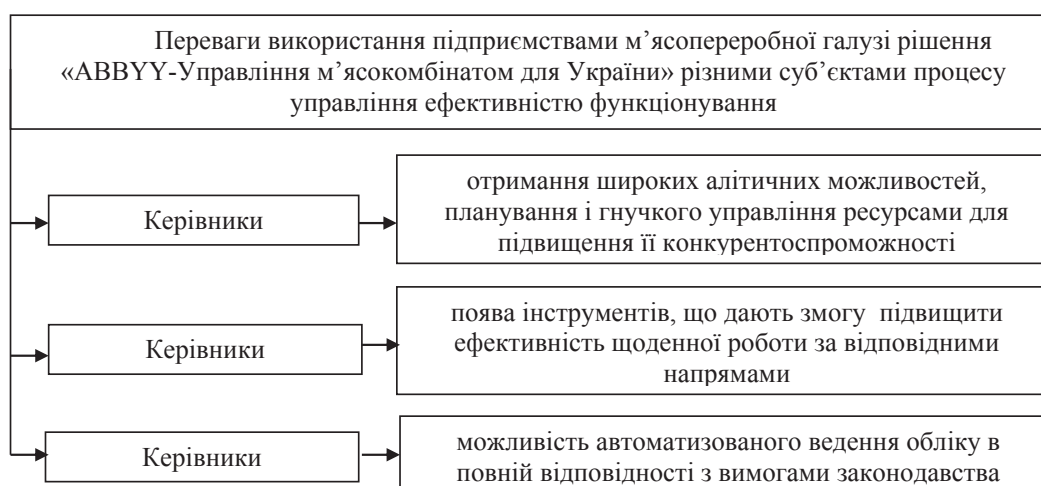 Переваги використання підприємствами м’ясопереробної галузі рішення
«ABBYY-Управління м’ясокомбінатом для України» різними суб’єктами процесу
управління ефективністю функціонування
Керівники
отримання широких алітичних можливостей,
планування і гнучкого управління ресурсами для
підвищення її конкурентоспроможності
Керівники
поява інструментів, що дають змогу підвищити
ефективність щоденної роботи за відповідними
напрямами
Керівники
можливість автоматизованого ведення обліку в
повній відповідності з вимогами законодавства